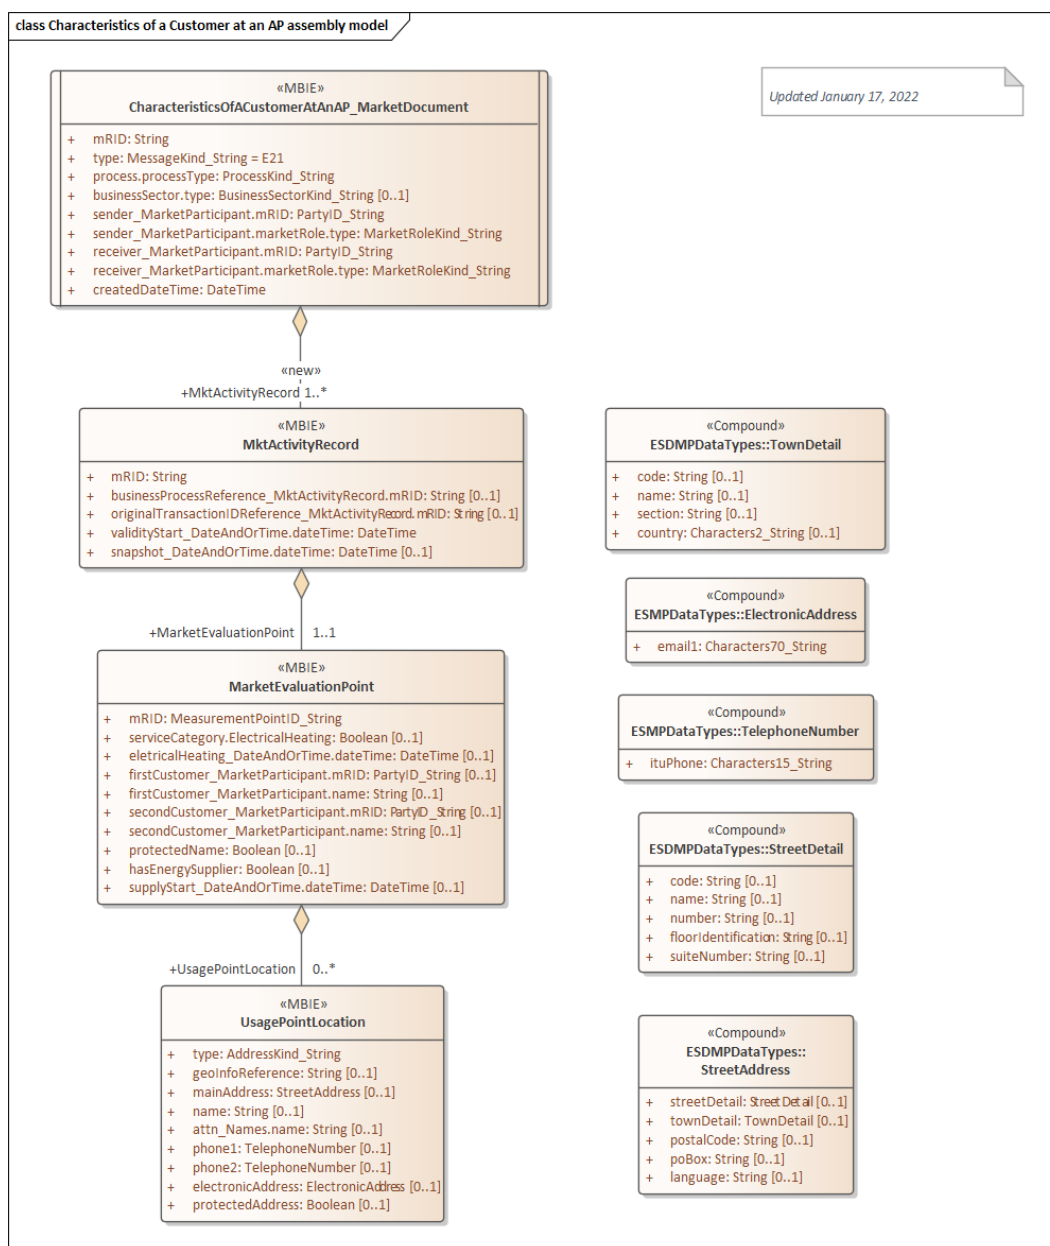 class Characteristics of a Customer at an AP assembly model
Updated January 17, 2022
«MBIE»
CharacteristicsOfACustomerAtAnAP_MarketDocument
+ mRID: String
+ type: MessageKind_String = E21
+ process.processType: ProcessKind_String
+ businessSector.type: BusinessSectorKind_String [0..1]
+ sender_MarketParticipant.mRID: PartyID_String
+ sender_MarketParticipant.marketRole.type: MarketRoleKind_String
+ receiver_MarketParticipant.mRID: PartyID_String
+ receiver_MarketParticipant.marketRole.type: MarketRoleKind_String
+ createdDateTime: DateTime
«new»
+MktActivityRecord 1..*
«MBIE»
MktActivityRecord
+ mRID: String
+ businessProcessReference_MktActivityRecord.mRID: String [0..1]
+ originalTransactionIDReference_MktActivityRecord.mRID: String [0..1]
+ validityStart_DateAndOrTime.dateTime: DateTime
+ snapshot_DateAndOrTime.dateTime: DateTime [0..1]
+MarketEvaluationPoint 1..1
«MBIE»
MarketEvaluationPoint
+ mRID: MeasurementPointID_String
+ serviceCategory.ElectricalHeating: Boolean [0..1]
+ eletricalHeating_DateAndOrTime.dateTime: DateTime [0..1]
+ firstCustomer_MarketParticipant.mRID: PartyID_String [0..1]
+ firstCustomer_MarketParticipant.name: String [0..1]
+ secondCustomer_MarketParticipant.mRID: PartyID_String [0..1]
+ secondCustomer_MarketParticipant.name: String [0..1]
+ protectedName: Boolean [0..1]
+ hasEnergySupplier: Boolean [0..1]
+ supplyStart_DateAndOrTime.dateTime: DateTime [0..1]
+UsagePointLocation 0..*
«MBIE»
UsagePointLocation
+ type: AddressKind_String
+ geoInfoReference: String [0..1]
+ mainAddress: StreetAddress [0..1]
+ name: String [0..1]
+ attn_Names.name: String [0..1]
+ phone1: TelephoneNumber [0..1]
+ phone2: TelephoneNumber [0..1]
+ electronicAddress: ElectronicAddress [0..1]
+ protectedAddress: Boolean [0..1]
«Compound»
ESDMPDataTypes::TownDetail
+ code: String [0..1]
+ name: String [0..1]
+ section: String [0..1]
+ country: Characters2_String [0..1]
«Compound»
ESMPDataTypes::ElectronicAddress
+ email1: Characters70_String
«Compound»
ESMPDataTypes::TelephoneNumber
+ ituPhone: Characters15_String
«Compound»
ESDMPDataTypes::StreetDetail
+ code: String [0..1]
+ name: String [0..1]
+ number: String [0..1]
+ floorIdentification: String [0..1]
+ suiteNumber: String [0..1]
«Compound»
ESDMPDataTypes::
StreetAddress
+ streetDetail: StreetDetail [0..1]
+ townDetail: TownDetail [0..1]
+ postalCode: String [0..1]
+ poBox: String [0..1]
+ language: String [0..1]